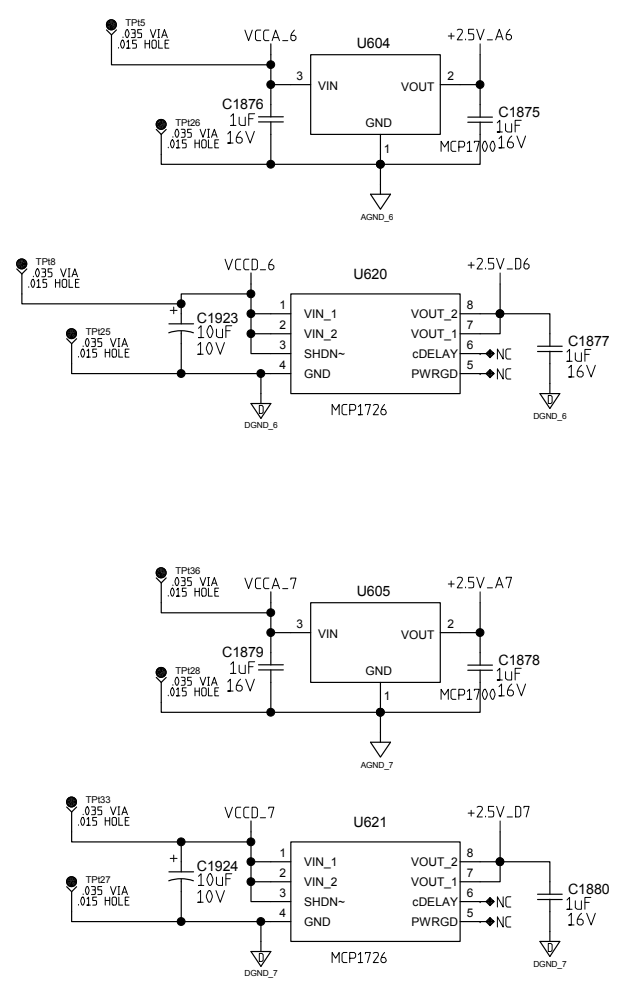 TPt5
.035 VIA
.015 HOLE
VCCA_6
U604
+2.5V_A6
3
VIN
VOUT
2
C1876
1uF
16V
GND
C1875
1uF
16V
TPt26
.035 VIA
.015 HOLE
1
MCP1700
AGND_6
TPt8
.035 VIA
.015 HOLE
VCCD_6
U620
+2.5V_D6
+
C1923
10uF
10V
1
VIN_1
VOUT_2
8
2
VIN_2
VOUT_1
7
3
SHDN~
cDELAY
6
NC
4
GND
PWRGD
5
NC
C1877
1uF
16V
TPt25
.035 VIA
.015 HOLE
DGND_6
D
MCP1726
D
DGND_6
TPt36
.035 VIA
.015 HOLE
VCCA_7
U605
+2.5V_A7
3
VIN
VOUT
2
C1879
1uF
16V
GND
C1878
1uF
16V
TPt28
.035 VIA
.015 HOLE
1
MCP1700
AGND_7
TPt33
.035 VIA
.015 HOLE
VCCD_7
U621
+2.5V_D7
+
C1924
10uF
10V
1
VIN_1
VOUT_2
8
2
VIN_2
VOUT_1
7
3
SHDN~
cDELAY
6
NC
4
GND
PWRGD
5
NC
C1880
1uF
16V
TPt27
.035 VIA
.015 HOLE
D
DGND_7
MCP1726
D
DGND_7